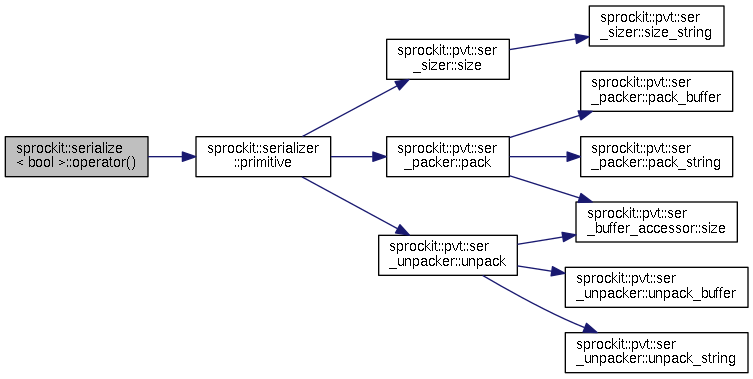 sprockit::serialize
< bool >::operator()
sprockit::serializer
::primitive
sprockit::pvt::ser
_sizer::size
sprockit::pvt::ser
_packer::pack
sprockit::pvt::ser
_unpacker::unpack
sprockit::pvt::ser
_sizer::size_string
sprockit::pvt::ser
_packer::pack_buffer
sprockit::pvt::ser
_packer::pack_string
sprockit::pvt::ser
_buffer_accessor::size
sprockit::pvt::ser
_unpacker::unpack_buffer
sprockit::pvt::ser
_unpacker::unpack_string